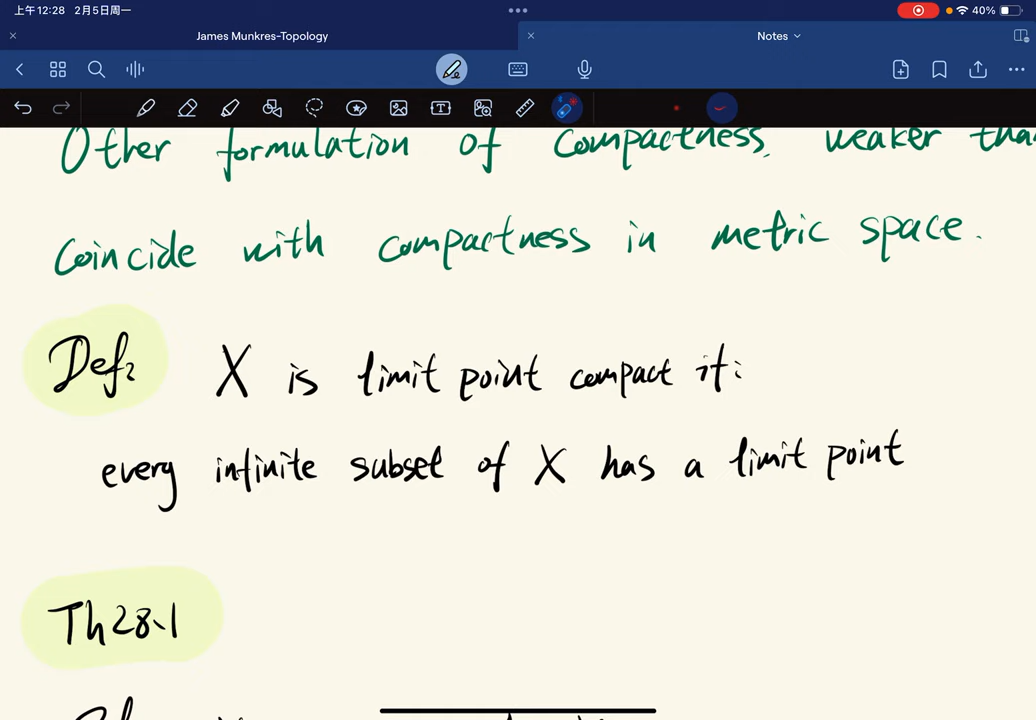 上午12:28 2月5日周一
40%
James Munkres-Topology
Notes
Other formulation of compactness, weaker tha
coincide with compactness in metric space.
Def: X is limit point compact if:
every infinite subset of X has a limit point
Th28.1